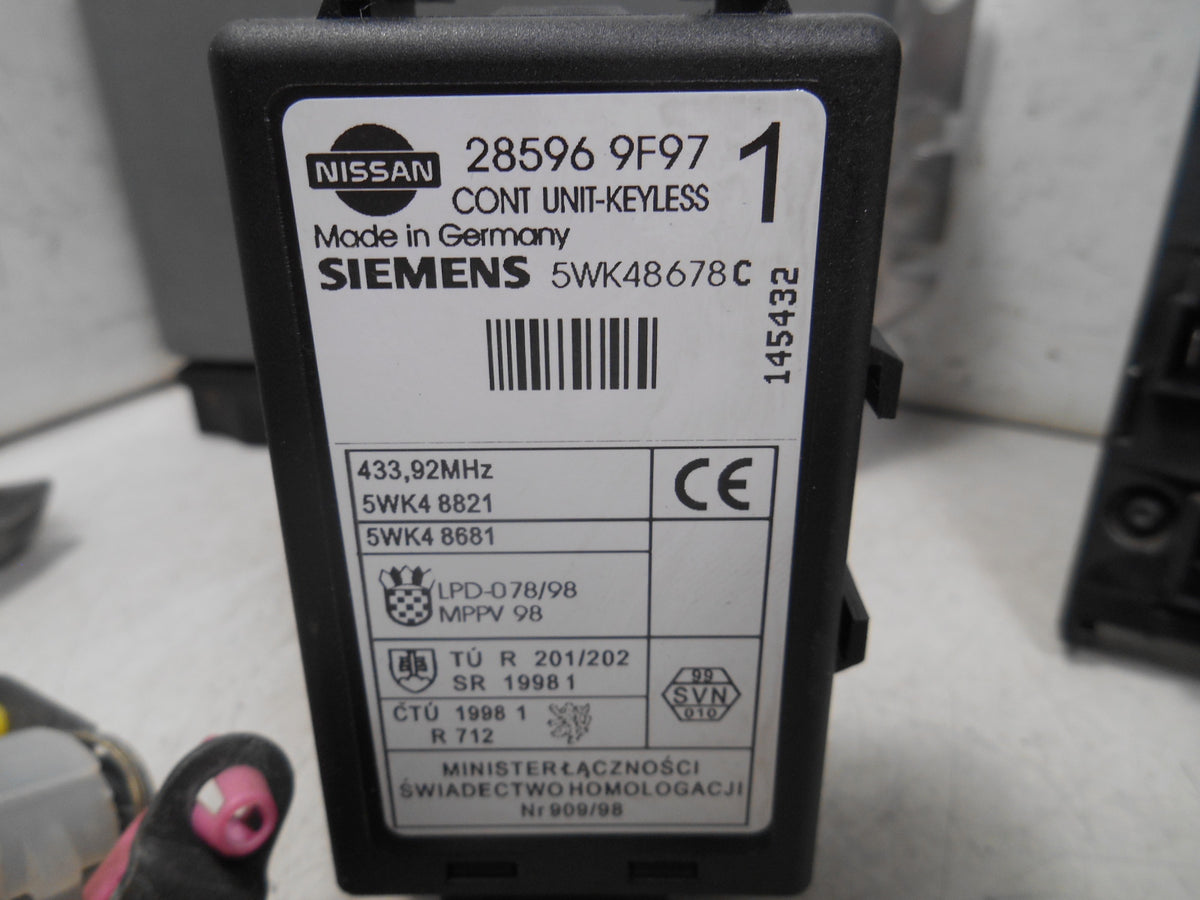 NISSAN
28596 9F97 1
CONT UNIT-KEYLESS
Made in Germany
SIEMENS 5WK48678C
145432
433,92MHz
5WK4 8821
CE
5WK4 8681
LPD-078/98
MPPV 98
TÚ R 201/202
SR 1998 1
99
SVN
010
ČTÚ 1998 1
R 712
MINISTER ŁĄCZNOŚCI
ŚWIADECTWO HOMOLOGACJI
Nr 909/98